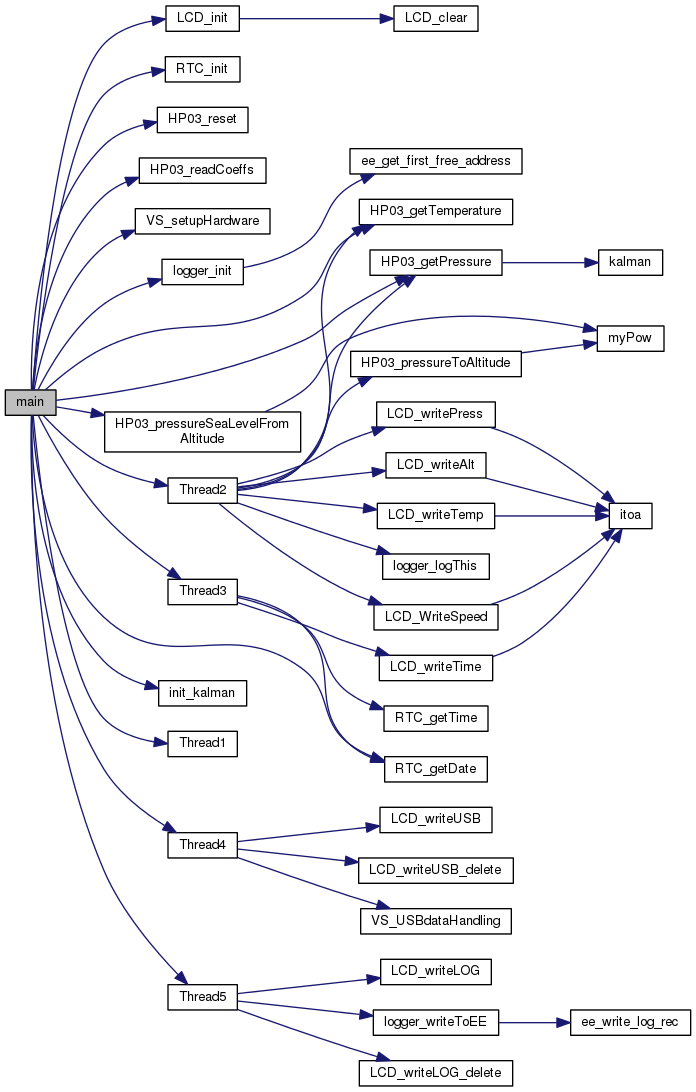 LCD_init
LCD_clear
RTC_init
HP03_reset
ee_get_first_free_address
HP03_readCoeffs
HP03_getTemperature
VS_setupHardware
HP03_getPressure
kalman
logger_init
myPow
HP03_pressureToAltitude
main
LCD_writePress
HP03_pressureSeaLevelFrom
Altitude
LCD_writeAlt
Thread2
LCD_writeTemp
itoa
logger_logThis
Thread3
LCD_WriteSpeed
LCD_writeTime
init_kalman
RTC_getTime
Thread1
RTC_getDate
LCD_writeUSB
Thread4
LCD_writeUSB_delete
VS_USBdataHandling
LCD_writeLOG
Thread5
logger_writeToEE
ee_write_log_rec
LCD_writeLOG_delete